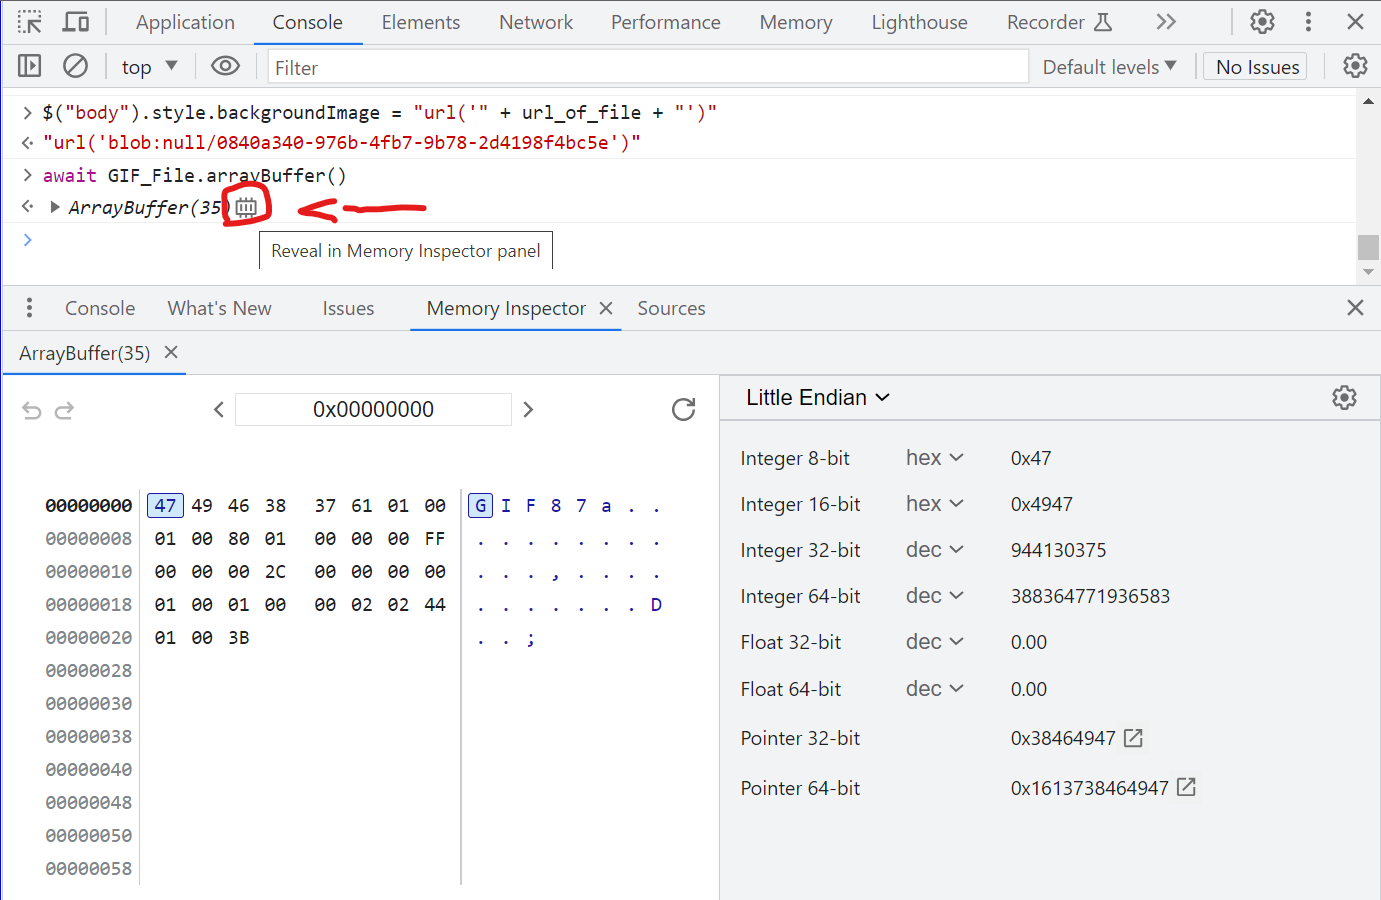 Application Console Elements Network Performance Memory Lighthouse Recorder
top Filter Default levels No Issues
> $("body").style.backgroundImage = "url('" + url_of_file + "')"
"url('blob:null/0840a340-976b-4fb7-9b78-2d4198f4bc5e')"
> await GIF_File.arrayBuffer()
ArrayBuffer(35)
>
Reveal in Memory Inspector panel
Console What's New Issues Memory Inspector Sources
ArrayBuffer(35)
0x00000000
Little Endian
Integer 8-bit hex 0x47
Integer 16-bit hex 0x4947
Integer 32-bit dec 944130375
Integer 64-bit dec 388364771936583
Float 32-bit dec 0.00
Float 64-bit dec 0.00
Pointer 32-bit 0x38464947
Pointer 64-bit 0x1613738464947
00000000 47 49 46 38 37 61 01 00 G I F 8 7 a . .
00000008 01 00 80 01 00 00 00 FF . . . . . . . .
00000010 00 00 00 2C 00 00 00 00 . . . , . . . .
00000018 01 00 01 00 00 02 02 44 . . . . . . . D
00000020 01 00 3B . . ;
00000028
00000030
00000038
00000040
00000048
00000050
00000058